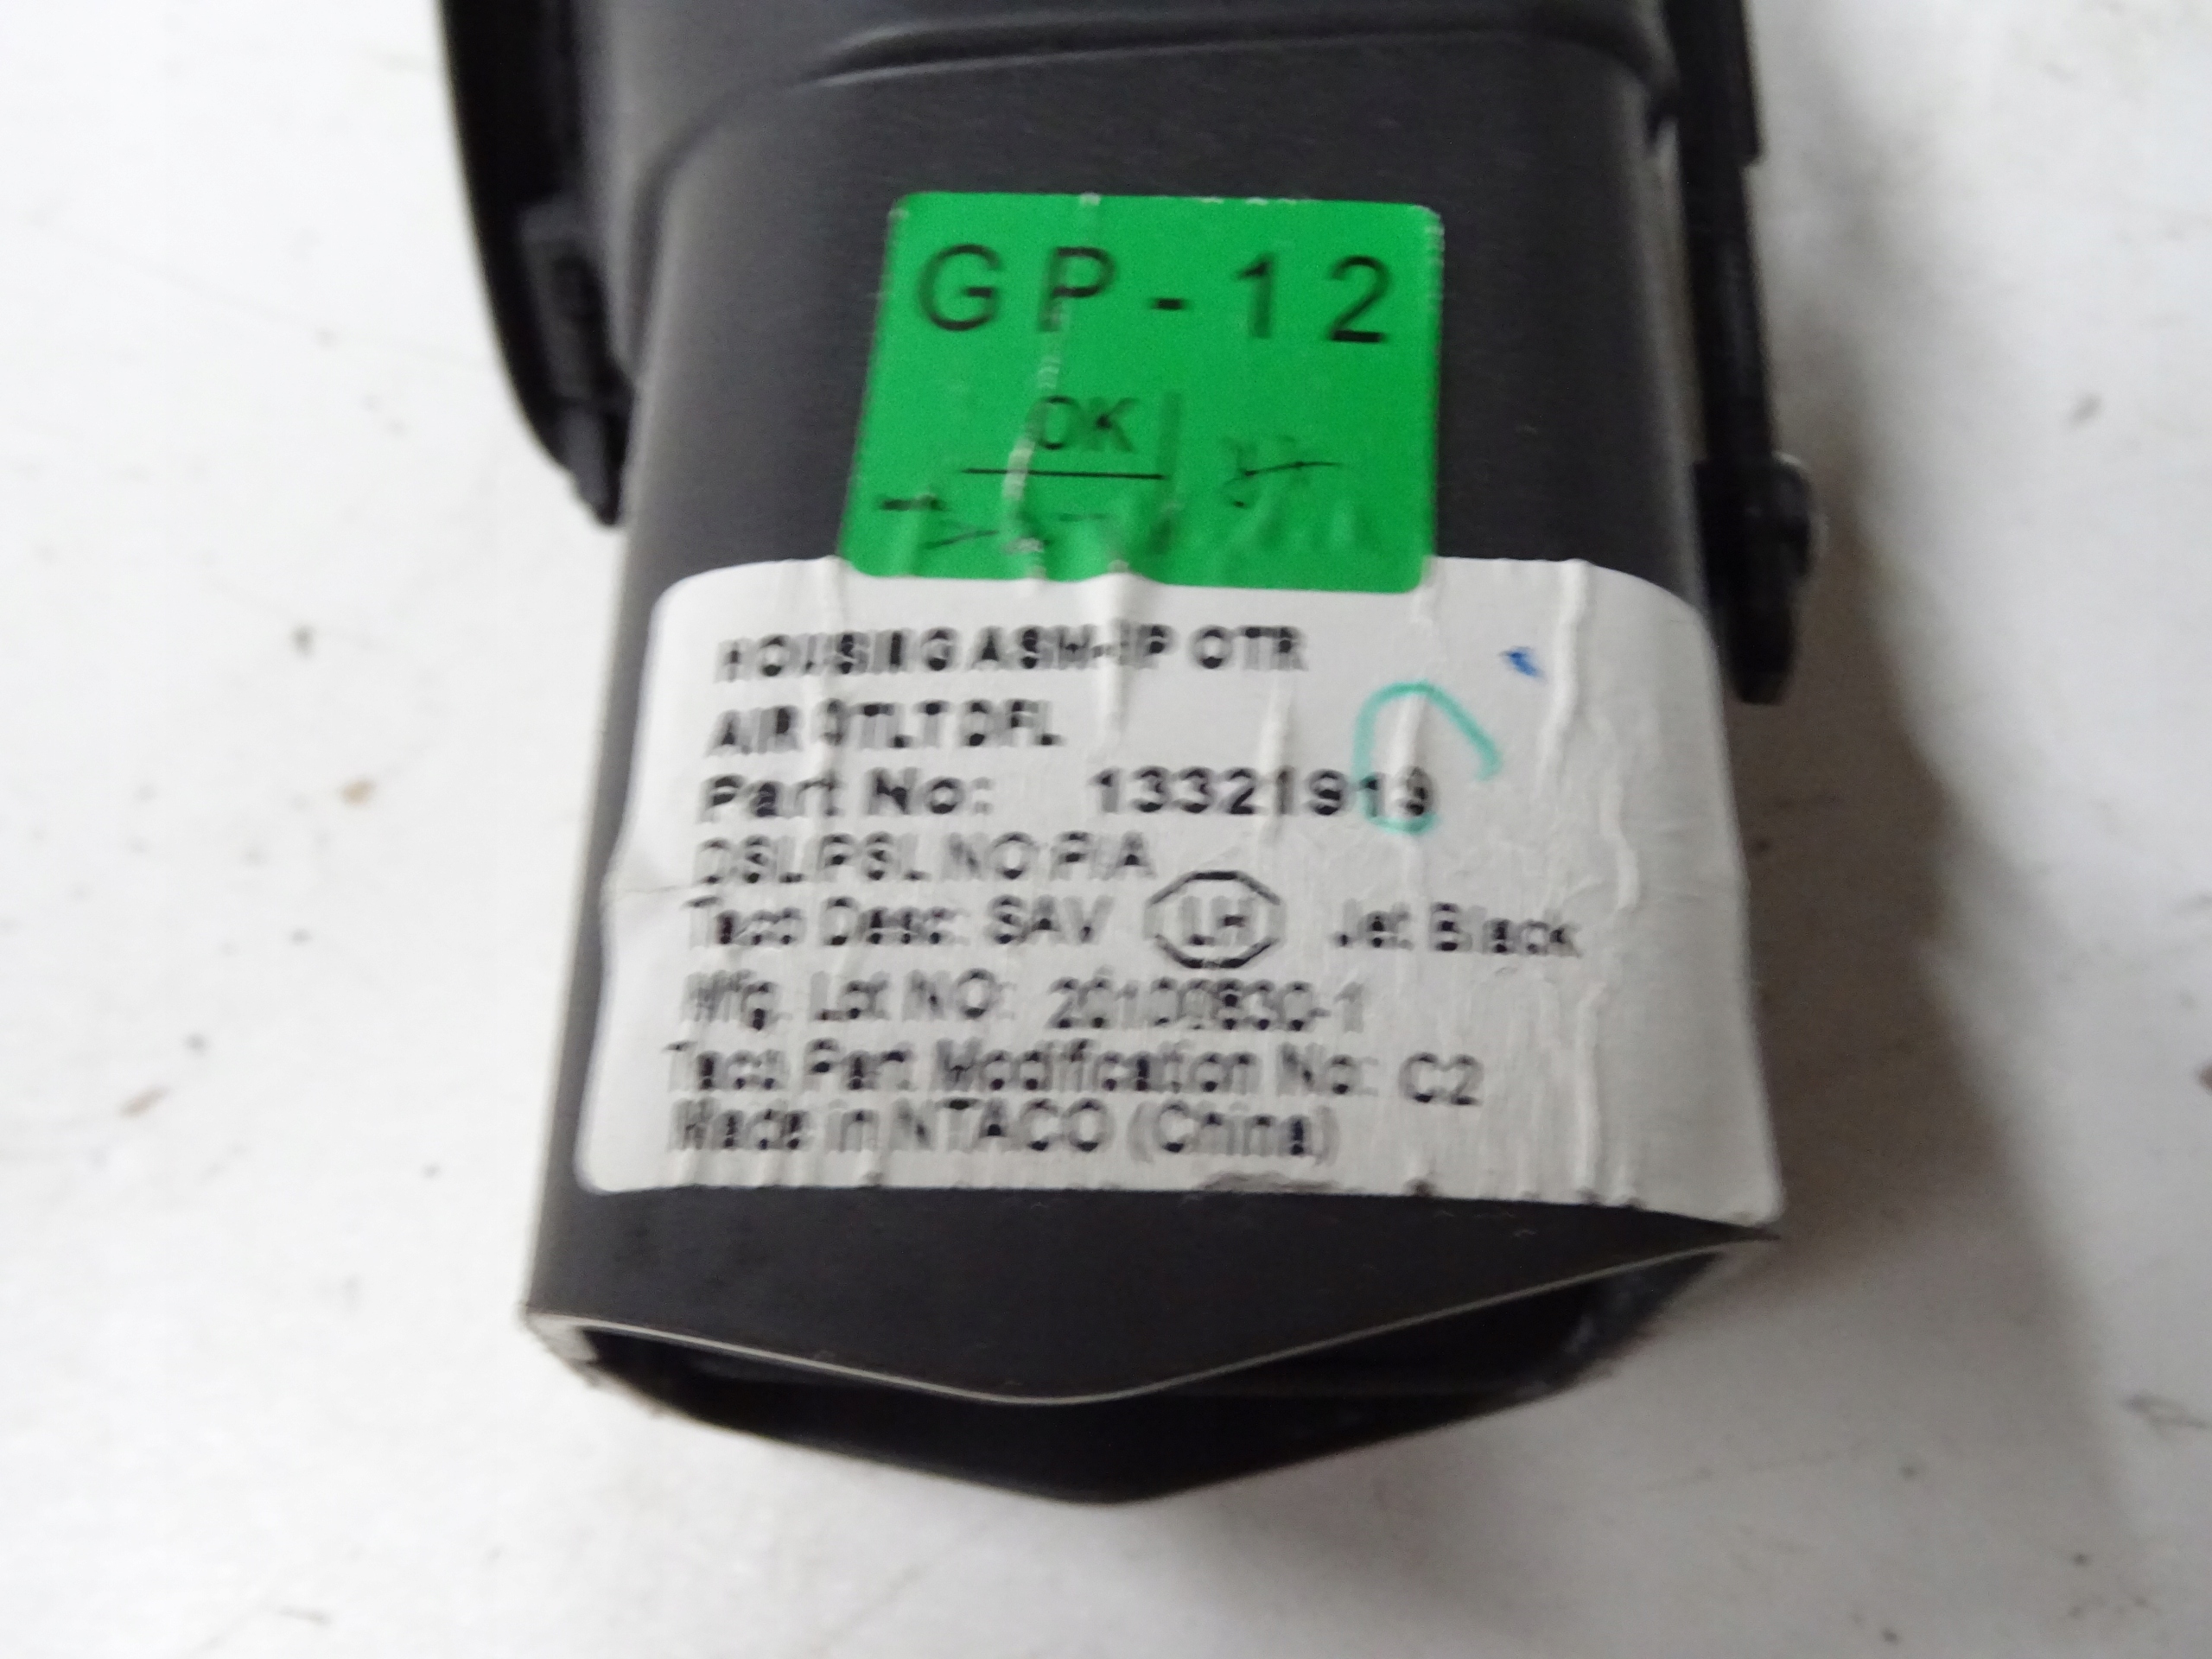 GP-12
OK
HOUSING ASM-IP OTR
AIR OTLT DFL
Part No: 13321919
DSL/PSL NO P/A
Taco Desc: SAV LH Jet Black
Mfg. Lot NO: 20100830-1
Taco Part Modification No: C2
Made in NTACO (China)